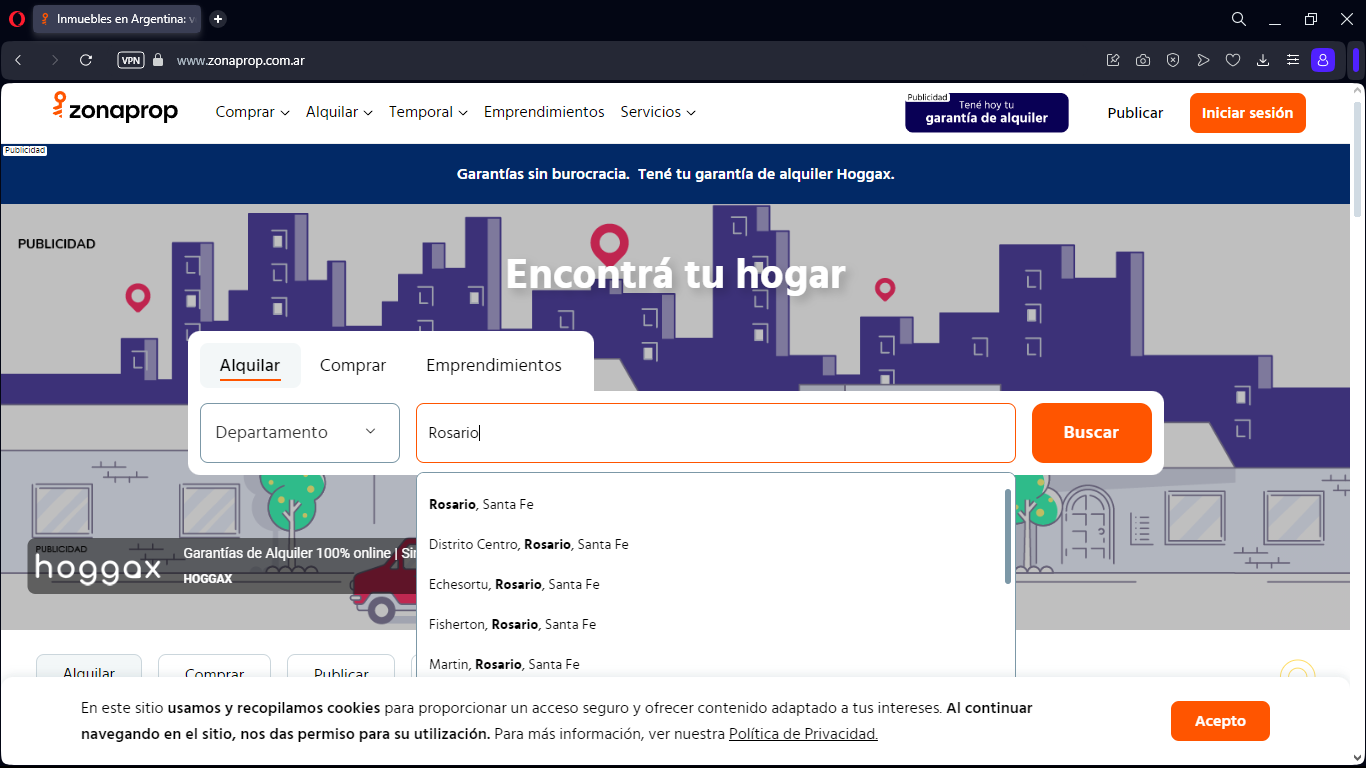 Inmuebles en Argentina: v
VPN
www.zonaprop.com.ar
zonaprop
Comprar
Alquilar
Temporal
Emprendimientos
Servicios
Publicidad
Tené hoy tu
garantía de alquiler
Publicar
Iniciar sesión
Publicidad
Garantías sin burocracia. Tené tu garantía de alquiler Hoggax.
PUBLICIDAD
Encontrá tu hogar
Alquilar
Comprar
Emprendimientos
Departamento
Rosario
Buscar
Rosario, Santa Fe
Distrito Centro, Rosario, Santa Fe
Echesortu, Rosario, Santa Fe
Fisherton, Rosario, Santa Fe
Martin, Rosario, Santa Fe
PUBLICIDAD
hoggax
Garantías de Alquiler 100% online | Sin
HOGGAX
Alquilar
Comprar
Publicar
En este sitio usamos y recopilamos cookies para proporcionar un acceso seguro y ofrecer contenido adaptado a tus intereses. Al continuar
navegando en el sitio, nos das permiso para su utilización. Para más información, ver nuestra Política de Privacidad.
Acepto